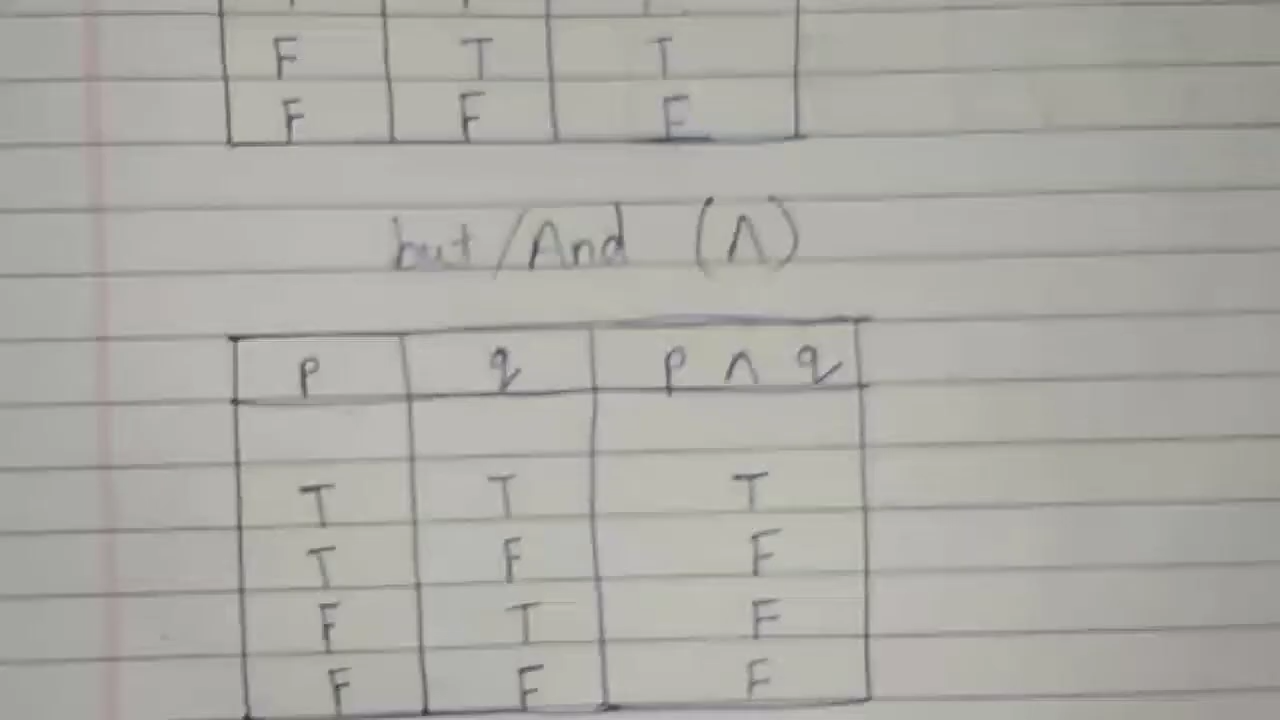 F T T
F F F
but /And (∧)
p q p ∧ q
T T T
T F F
F T F
F F F